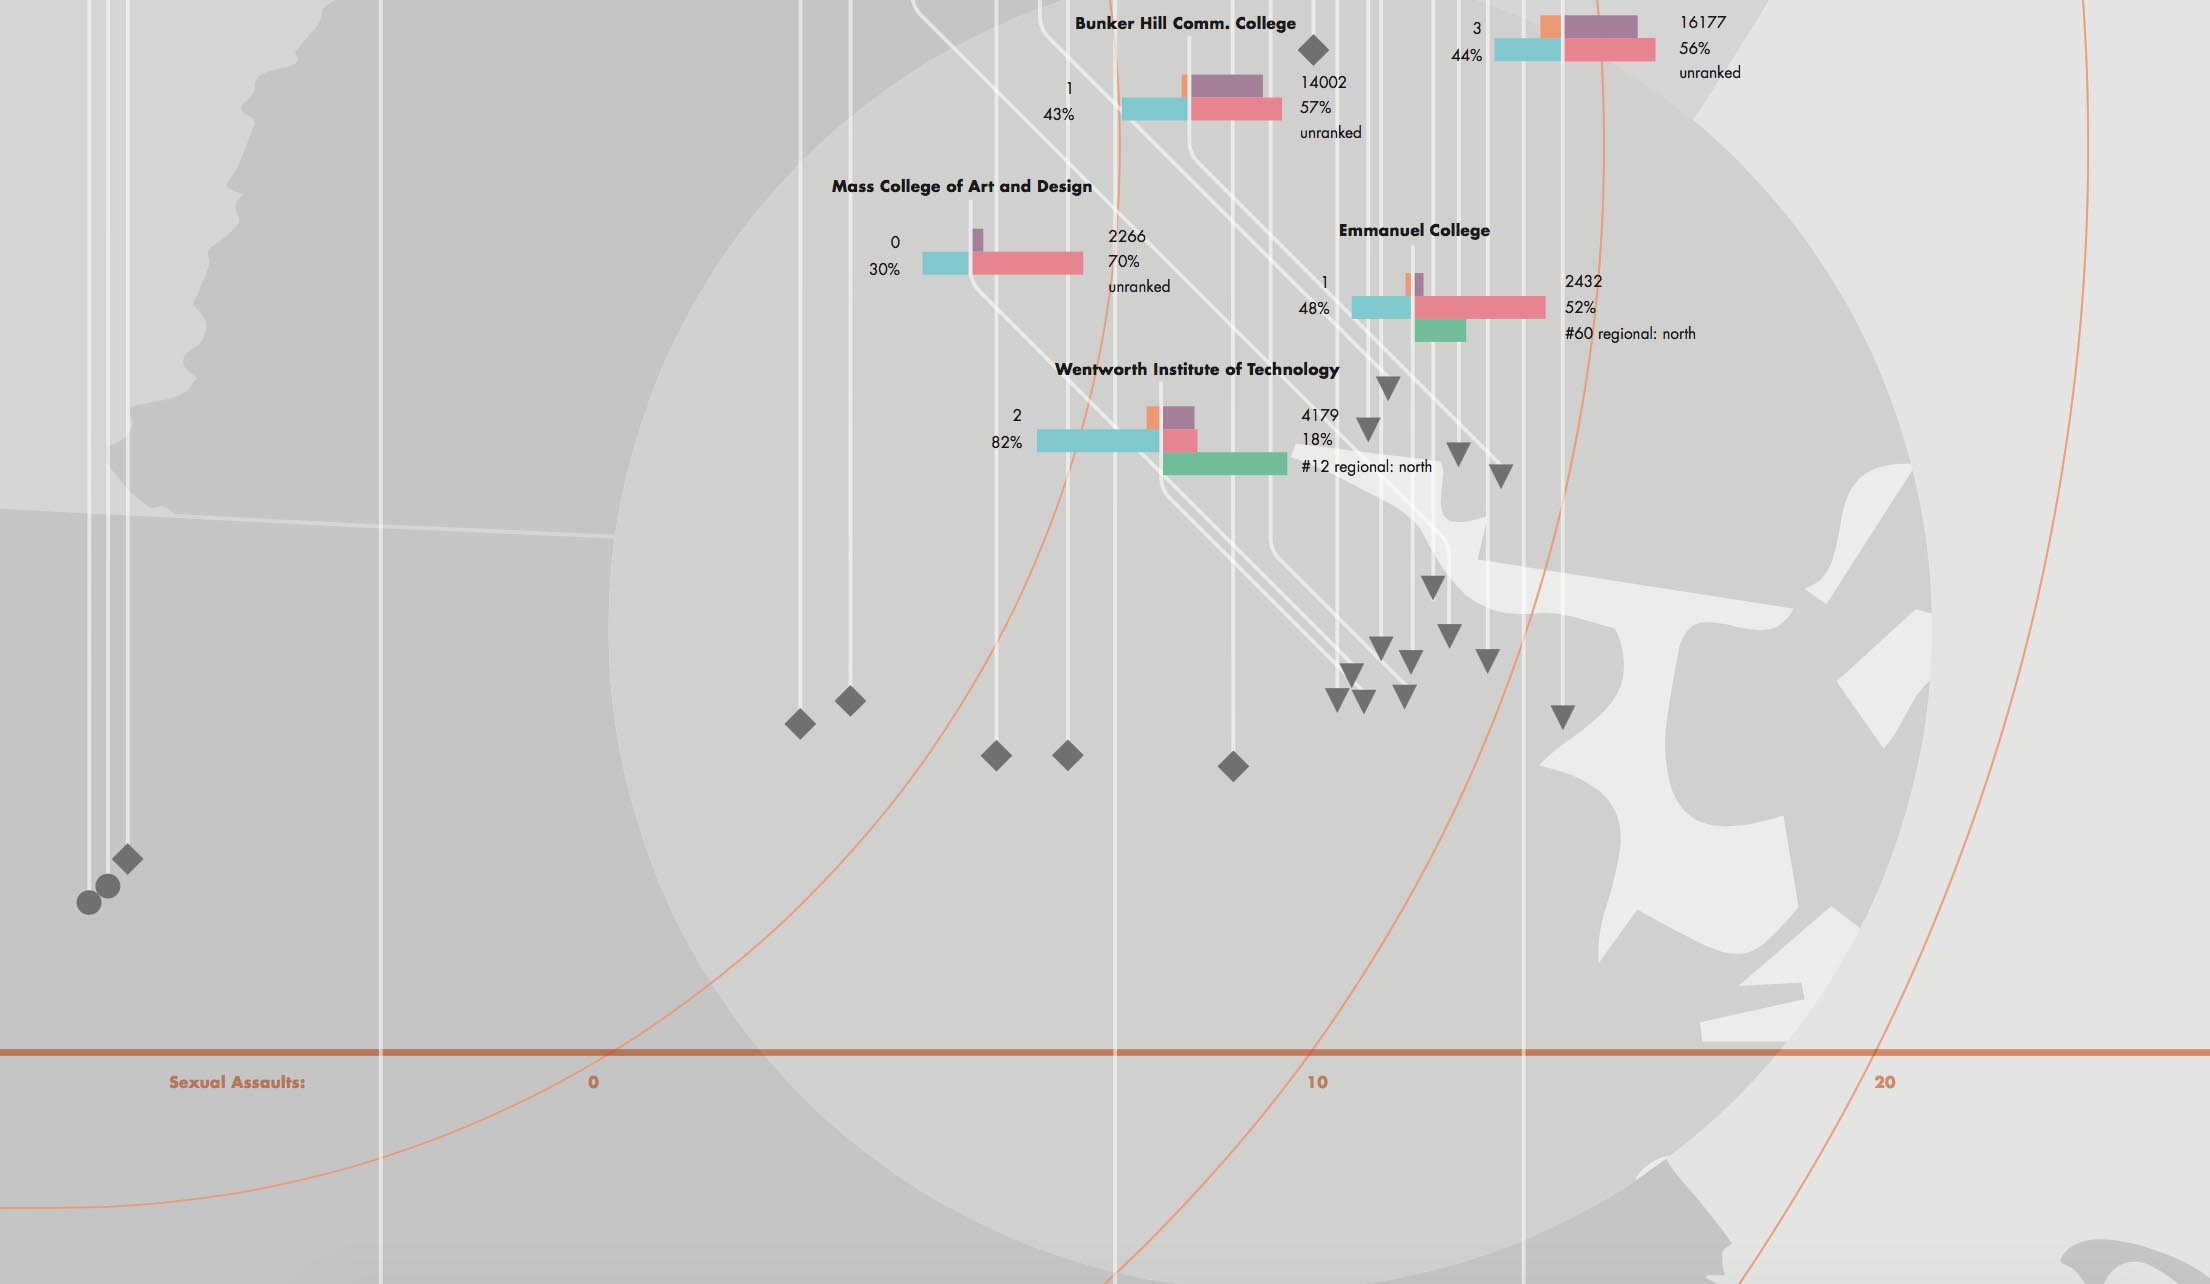 Bunker Hill Comm. College
1
43%
14002
57%
unranked
3
44%
16177
56%
unranked
Mass College of Art and Design
0
30%
2266
70%
unranked
Emmanuel College
1
48%
2432
52%
#60 regional: north
Wentworth Institute of Technology
2
82%
4179
18%
#12 regional: north
Sexual Assaults:
0
10
20